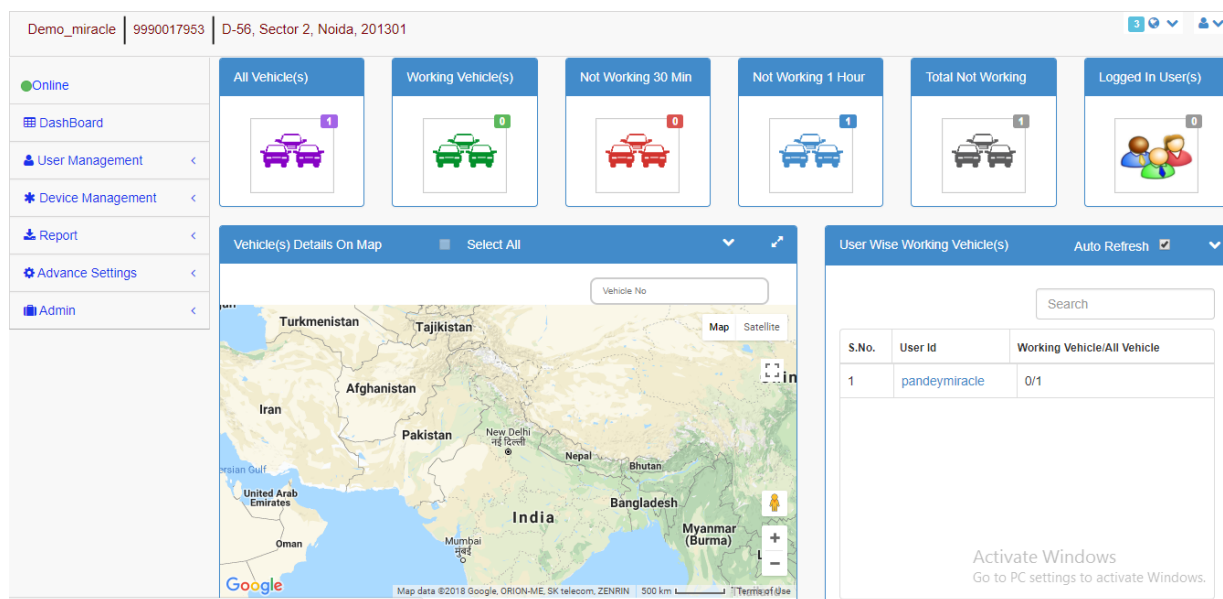 Demo_miracle 9990017953 D-56, Sector 2, Noida, 201301
3
Online
DashBoard
User Management
Device Management
Report
Advance Settings
Admin
All Vehicle(s)
1
Working Vehicle(s)
0
Not Working 30 Min
0
Not Working 1 Hour
1
Total Not Working
1
Logged In User(s)
0
Vehicle(s) Details On Map Select All
Vehicle No
Map Satellite
Turkmenistan
Tajikistan
Afghanistan
Iran
Pakistan
New Delhi
नई दिल्ली
Nepal
Bhutan
United Arab
Emirates
Bangladesh
India
Myanmar
(Burma)
Oman
Mumbai
मुंबई
Google
Map data ©2018 Google, ORION-ME, SK telecom, ZENRIN 500 km Terms of Use
User Wise Working Vehicle(s) Auto Refresh
Search
S.No. User Id Working Vehicle/All Vehicle
1 pandeymiracle 0/1
Activate Windows
Go to PC settings to activate Windows.